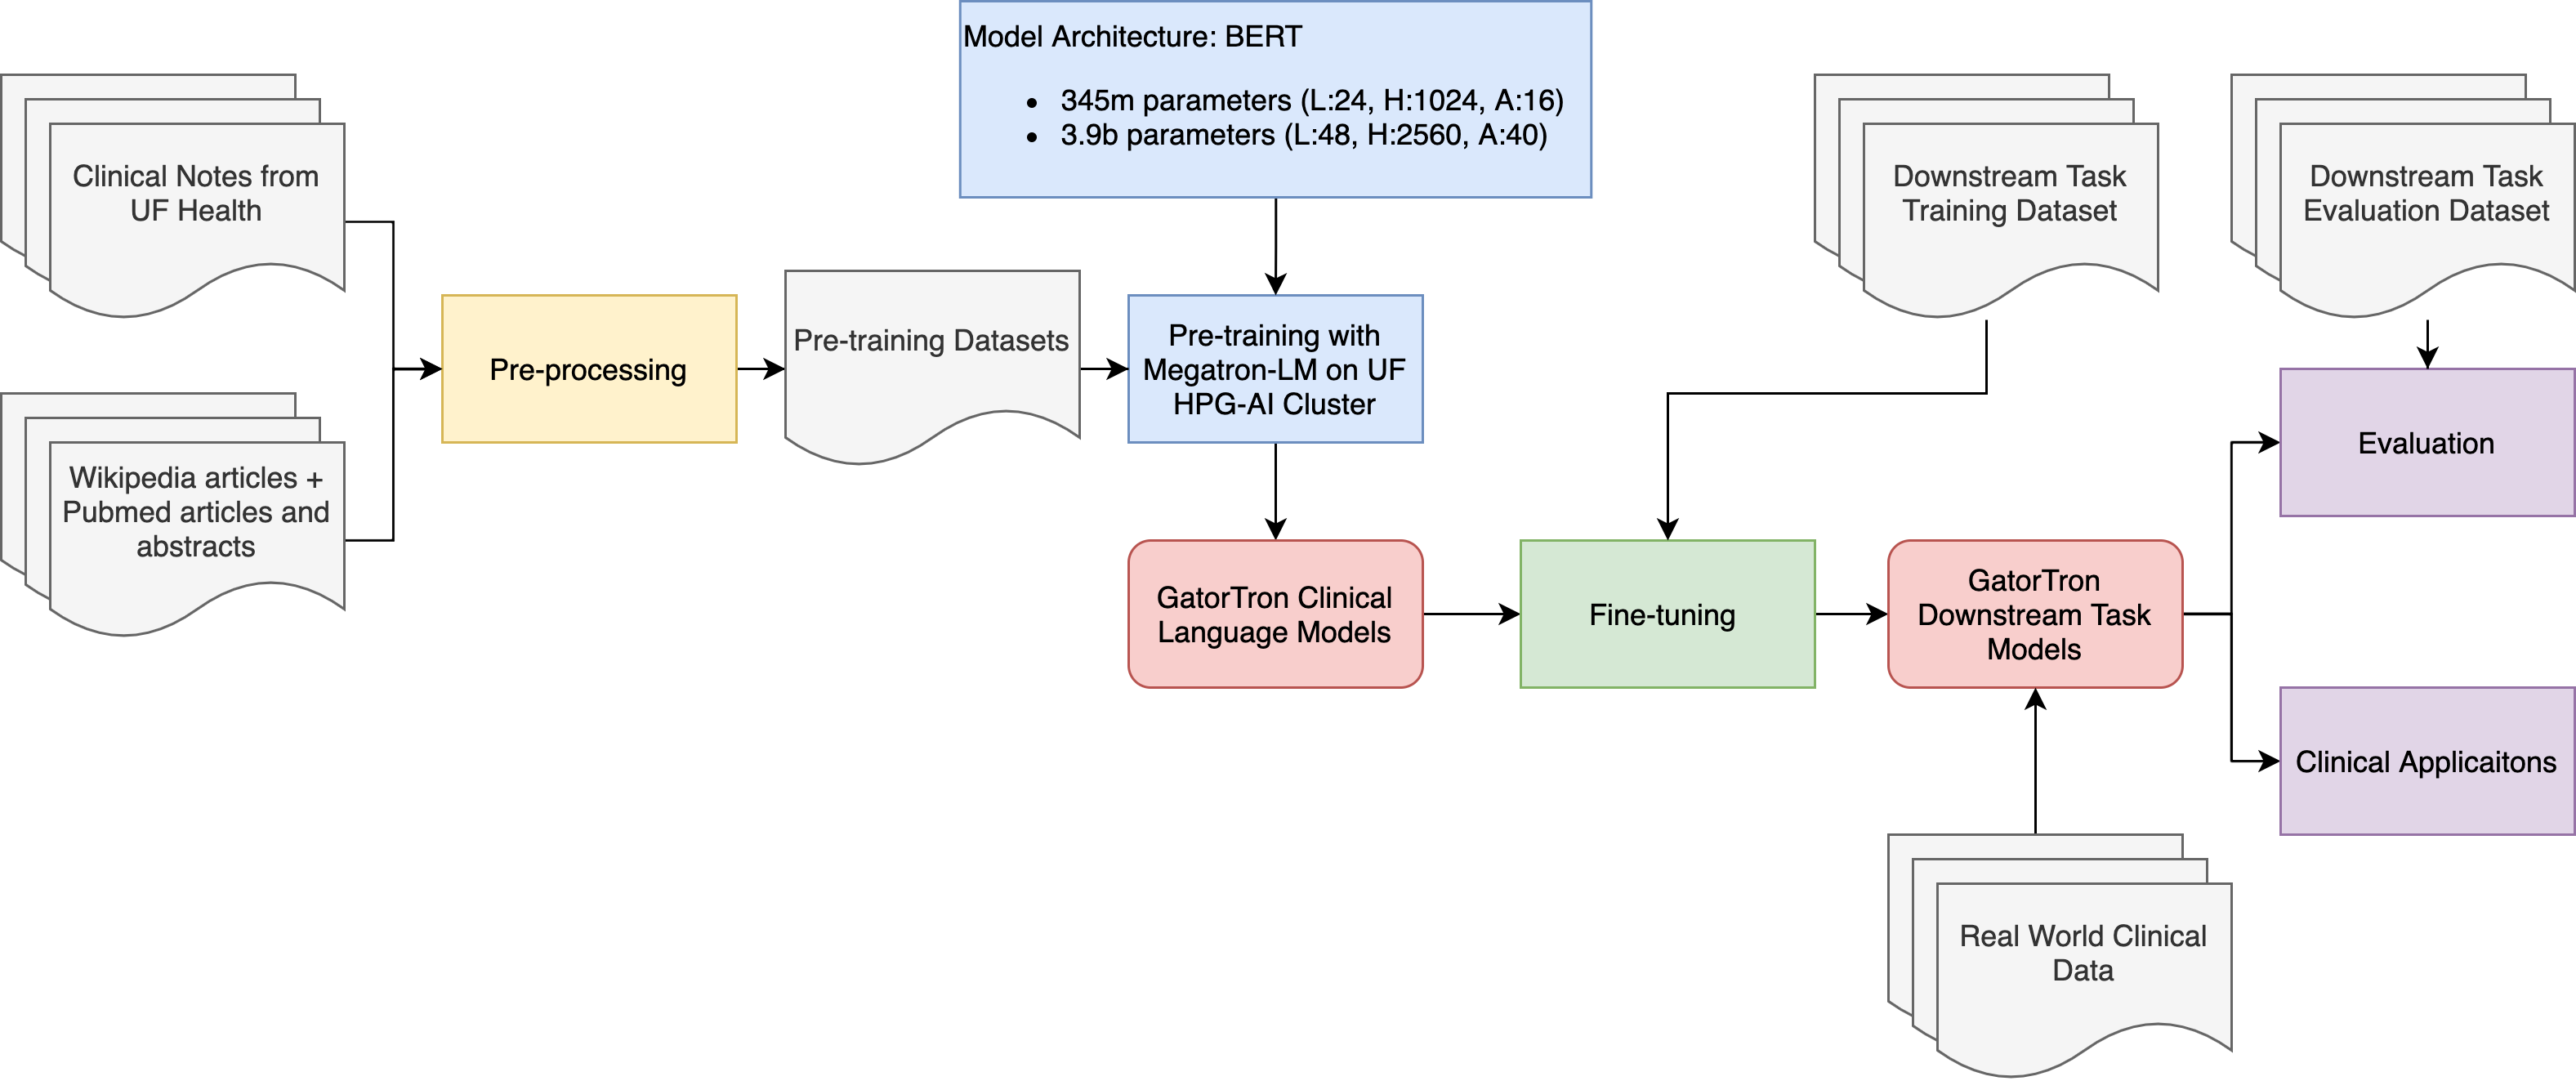 Model Architecture: BERT
• 345m parameters (L:24, H:1024, A:16)
• 3.9b parameters (L:48, H:2560, A:40)
Clinical Notes from
UF Health
Wikipedia articles +
Pubmed articles and
abstracts
Pre-processing
Pre-training Datasets
Pre-training with
Megatron-LM on UF
HPG-AI Cluster
GatorTron Clinical
Language Models
Downstream Task
Training Dataset
Fine-tuning
GatorTron
Downstream Task
Models
Downstream Task
Evaluation Dataset
Evaluation
Clinical Applicaitons
Real World Clinical
Data